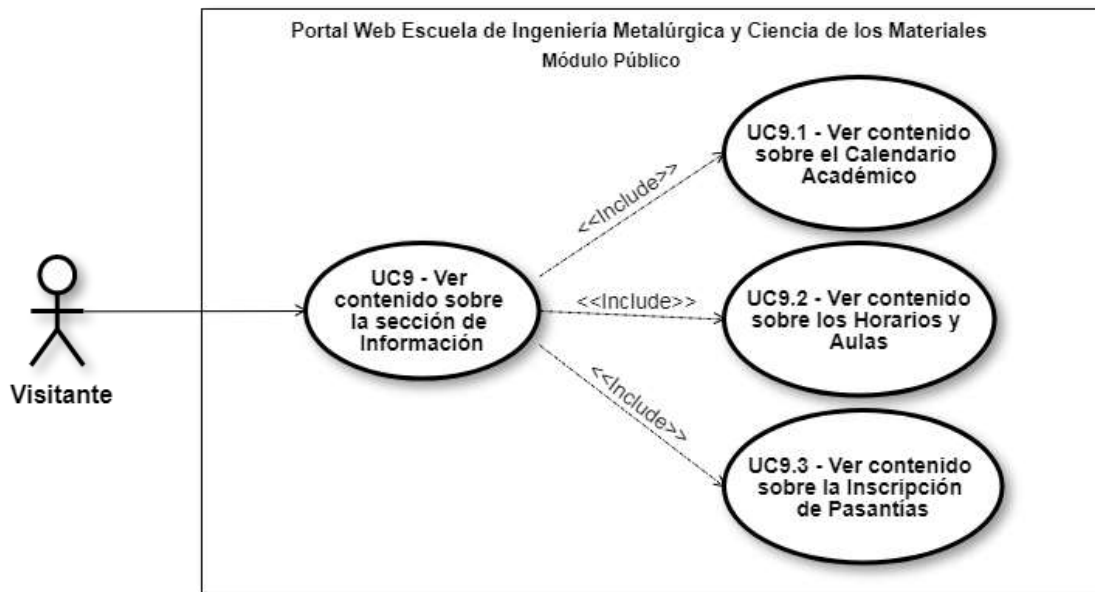 Portal Web Escuela de Ingeniería Metalúrgica y Ciencia de los Materiales
Módulo Público
UC9.1 - Ver contenido
sobre el Calendario
Académico
<<Include>>
UC9 - Ver
contenido sobre
la sección de
Información
<<Include>>
UC9.2 - Ver contenido
sobre los Horarios y
Aulas
<<Include>>
Visitante
UC9.3 - Ver contenido
sobre la Inscripción
de Pasantías